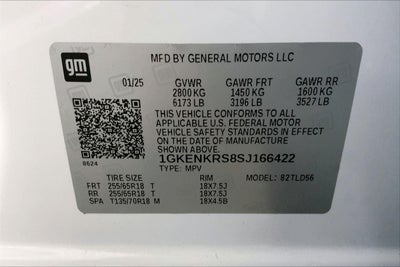 gm
MFD BY GENERAL MOTORS LLC
01/25 GVWR GAWR FRT GAWR RR
2800 KG 1450 KG 1600 KG
6173 LB 3196 LB 3527 LB
THIS VEHICLE CONFORMS TO ALL
APPLICABLE U.S. FEDERAL MOTOR
VEHICLE SAFETY STANDARDS IN EFFECT
ON THE DATE OF MANUFACTURE
SHOWN ABOVE.
1GKENKRS8SJ166422
8624 TYPE: MPV
TIRE SIZE RIM MODEL: 82TLD56
FRT 255/65R18 T 18X7.5J
RR 255/65R18 T 18X7.5J
SPA T135/70R18 M 18X4.5B